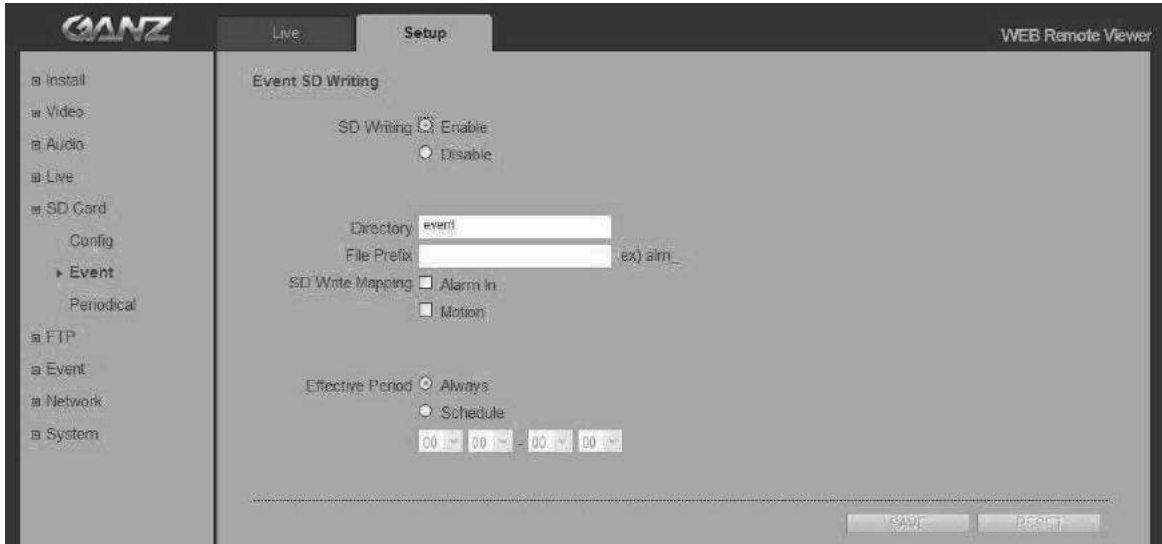 GANZ
Live
Setup
WEB Remote Viewer
Install
Video
Audio
Live
SD Card
Config
Event
Periodical
FTP
Event
Network
System
Event SD Writing
SD Writing Enable
Disable
Directory event
File Prefix ex) alrn_
SD Write Mapping Alarm In
Motion
Effective Period Always
Schedule
00 00 - 00 00
SAVE RESET